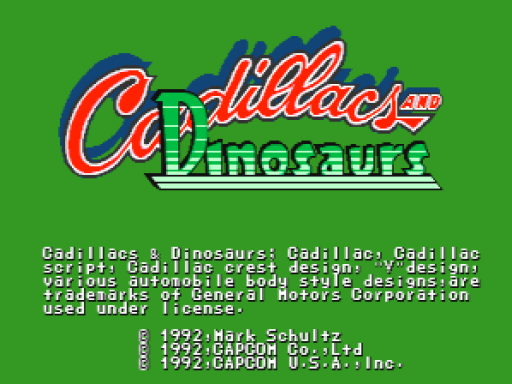 Cadillacs AND
Dinosaurs
Cadillacs & Dinosaurs; Cadillac, Cadillac
script, Cadillac crest design, "V"design,
various automobile body style designs;are
trademarks of General Motors Corporation
used under license.
© 1992;Mark Schultz
© 1992;CAPCOM Co.,Ltd
© 1992;CAPCOM U.S.A.;Inc.